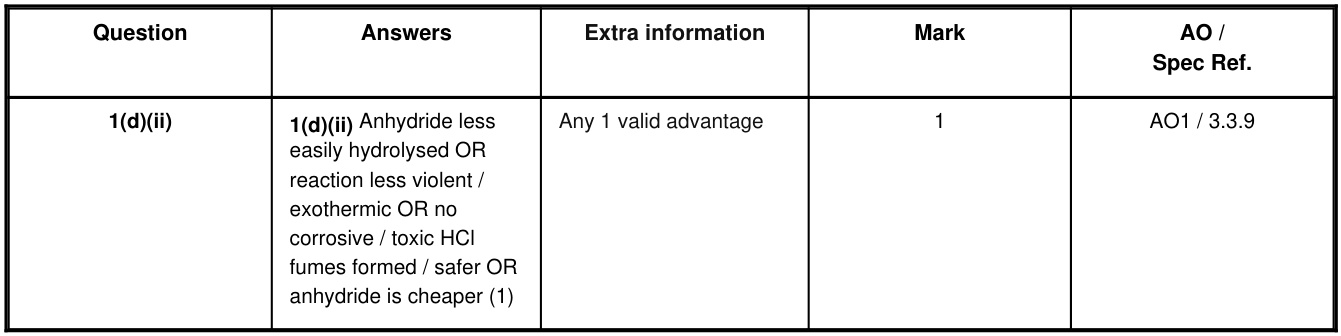 Question Answers Extra information Mark AO /
Spec Ref.
1(d)(ii) 1(d)(ii) Anhydride less Any 1 valid advantage 1 AO1 / 3.3.9
easily hydrolysed OR
reaction less violent /
exothermic OR no
corrosive / toxic HCl
fumes formed / safer OR
anhydride is cheaper (1)